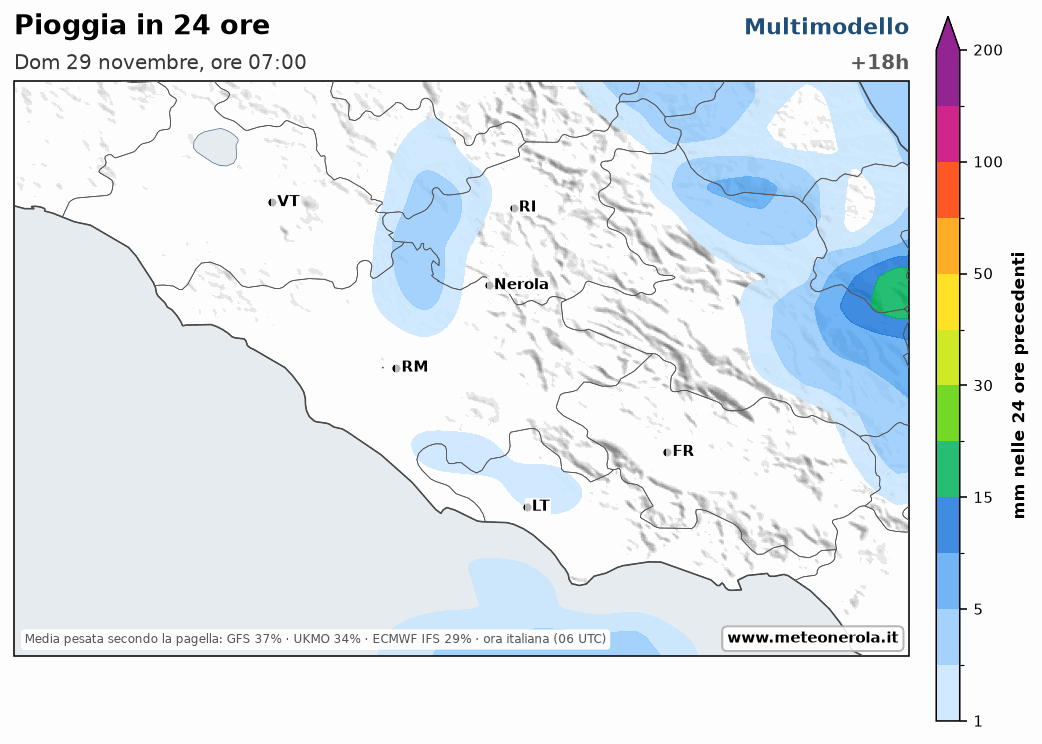 Pioggia in 24 ore
Multimodello
Dom 29 novembre, ore 07:00
+18h
VT
RI
Nerola
RM
FR
LT
Media pesata secondo la pagella: GFS 37% · UKMO 34% · ECMWF IFS 29% · ora italiana (06 UTC)
www.meteonerola.it
200
100
50
30
15
5
1
mm nelle 24 ore precedenti